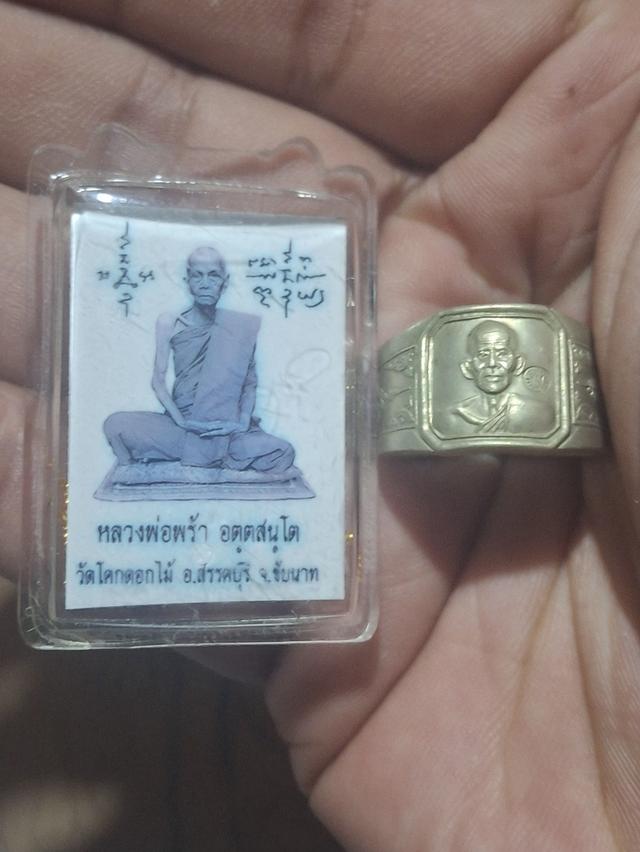 หลวงพ่อพร้า อตฺตสนฺโต
วัดโคกดอกไม้ อ.สรรคบุรี จ.ชัยนาท